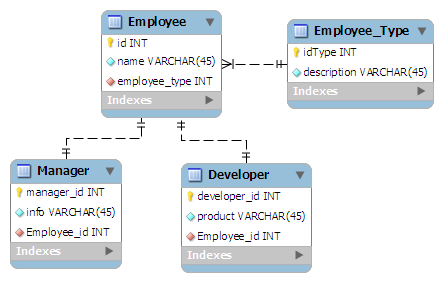 Employee
id INT
name VARCHAR(45)
employee_type INT
Indexes
Employee_Type
idType INT
description VARCHAR(45)
Indexes
Manager
manager_id INT
info VARCHAR(45)
Employee_id INT
Indexes
Developer
developer_id INT
product VARCHAR(45)
Employee_id INT
Indexes